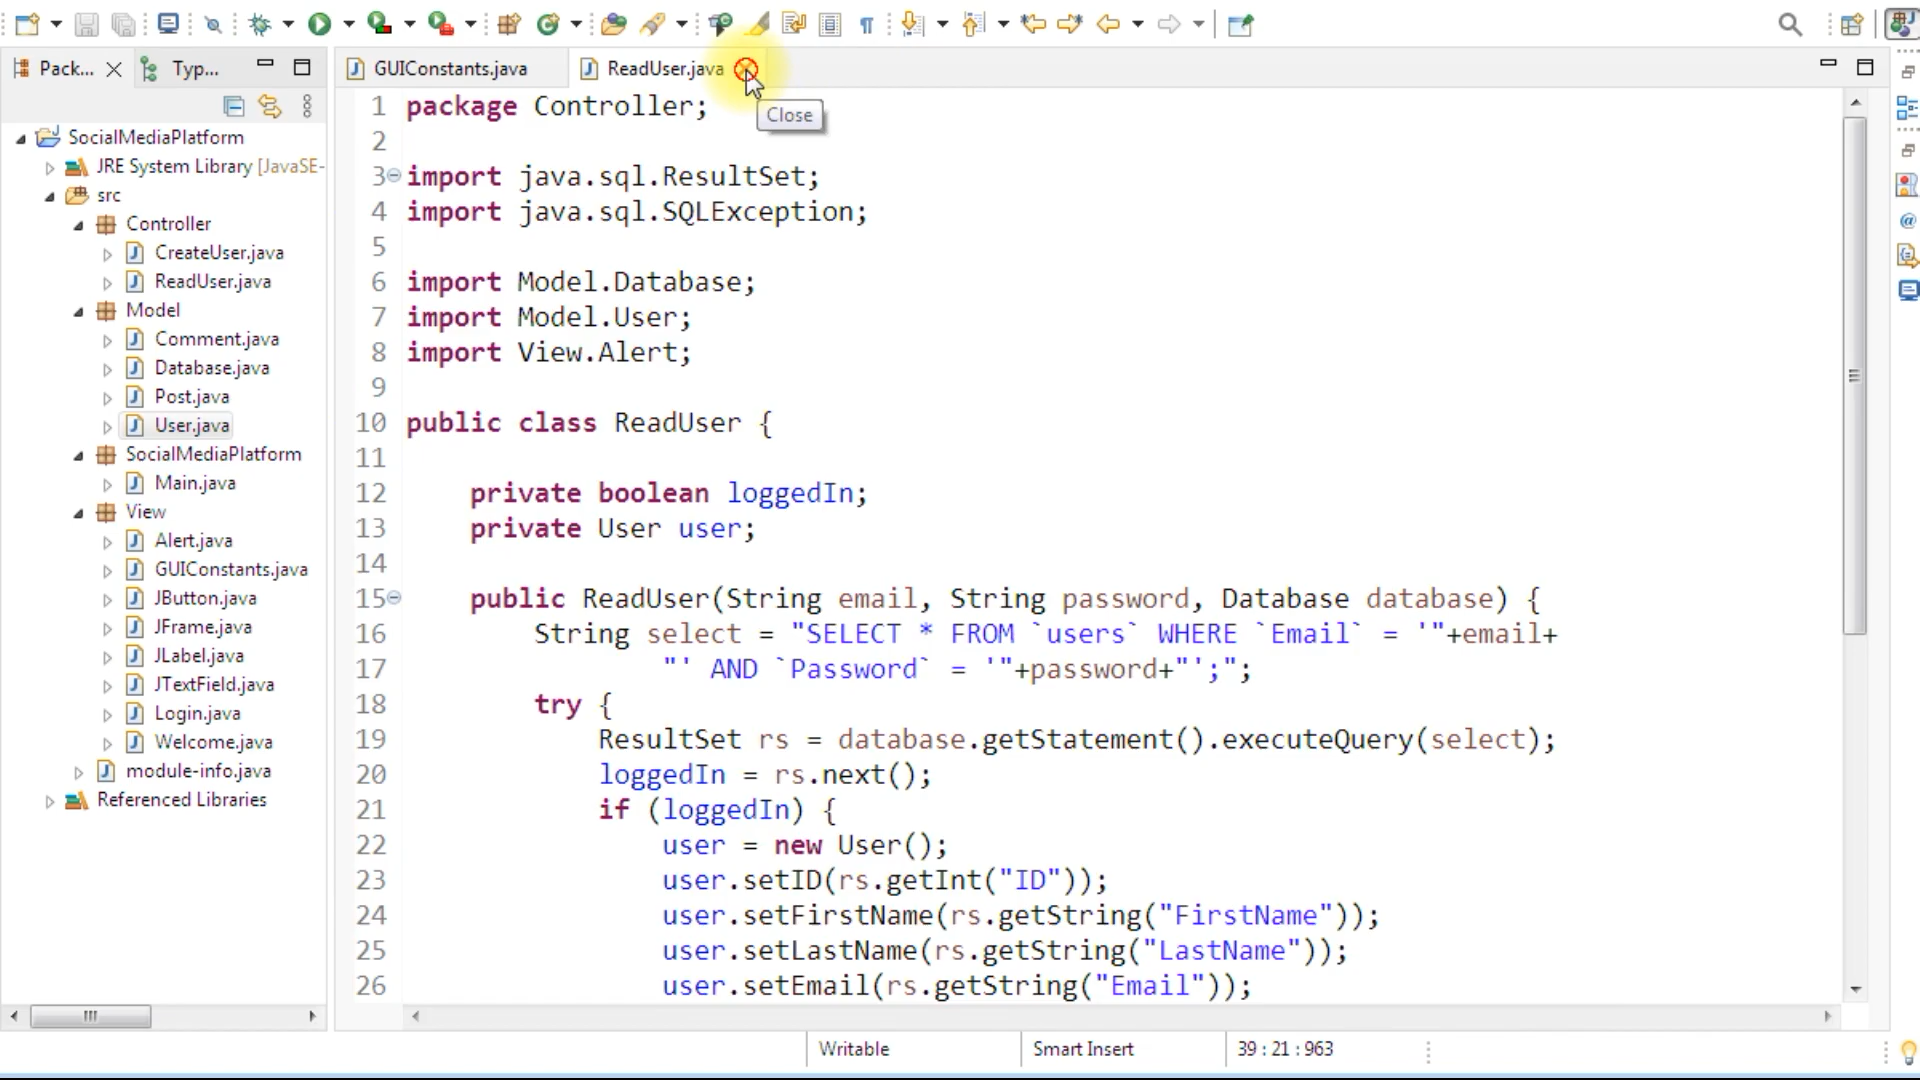 Pack...
Typ...
GUIConstants.java
ReadUser.java
Close
SocialMediaPlatform
JRE System Library [JavaSE-
src
Controller
CreateUser.java
ReadUser.java
Model
Comment.java
Database.java
Post.java
User.java
SocialMediaPlatform
Main.java
View
Alert.java
GUIConstants.java
JButton.java
JFrame.java
JLabel.java
JTextField.java
Login.java
Welcome.java
module-info.java
Referenced Libraries
1 package Controller;
2
3 import java.sql.ResultSet;
4 import java.sql.SQLException;
5
6 import Model.Database;
7 import Model.User;
8 import View.Alert;
9
10 public class ReadUser {
11
12 private boolean loggedIn;
13 private User user;
14
15 public ReadUser(String email, String password, Database database) {
16 String select = "SELECT * FROM `users` WHERE `Email` = '"+email+
17 "' AND `Password` = '"+password+"';";
18 try {
19 ResultSet rs = database.getStatement().executeQuery(select);
20 loggedIn = rs.next();
21 if (loggedIn) {
22 user = new User();
23 user.setID(rs.getInt("ID"));
24 user.setFirstName(rs.getString("FirstName"));
25 user.setLastName(rs.getString("LastName"));
26 user.setEmail(rs.getString("Email"));
Writable
Smart Insert
39 : 21 : 963